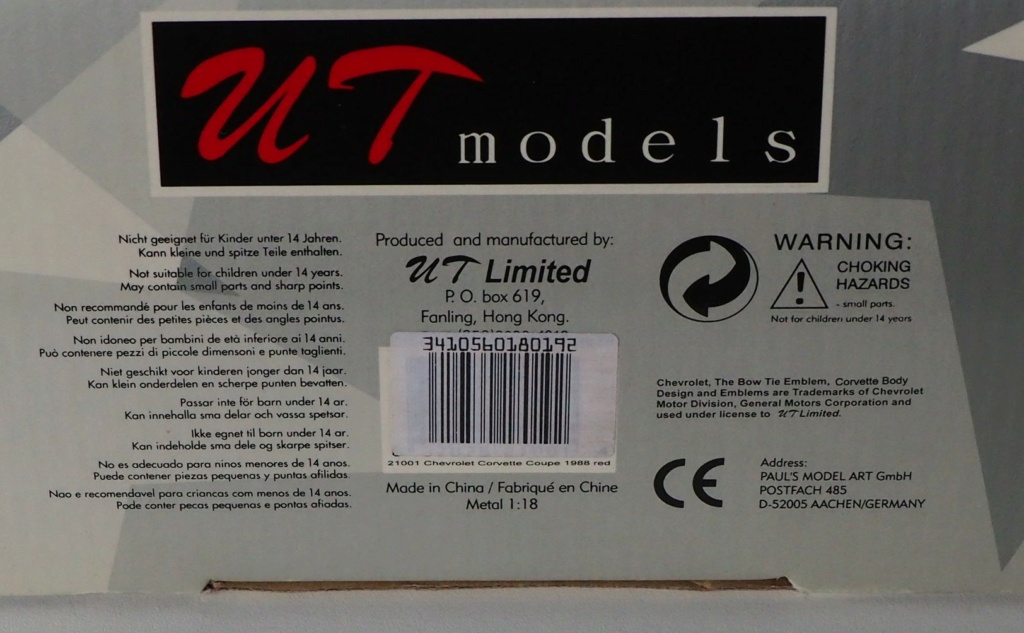 UT models
Nicht geeignet für Kinder unter 14 Jahren.
Kann kleine und spitze Teile enthalten.
Not suitable for children under 14 years.
May contain small parts and sharp points.
Non recommandé pour les enfants de moins de 14 ans.
Peut contenir des petites pièces et des angles pointus.
Non idoneo per bambini de età inferiore ai 14 anni.
Può contenere pezzi di piccole dimensoni e punte taglienti.
Niet geschikt voor kinderen jonger dan 14 jaar.
Kan klein onderdelen en scherpe punten bevatten.
Passar inte för barn under 14 ar.
Kan innehalla sma delar och vassa spetsar.
Ikke egnet til born under 14 ar.
Kan indeholde sma dele og skarpe spitser.
No es adecuado para ninos menores de 14 anos.
Puede contener piezas pequenas y puntas afilidas
Nao e recomendavel para criancas com menos de 14 anos.
Pode conter pecas pequenas e pontas afiadas.
Produced and manufactured by:
UT Limited
P. O. box 619,
Fanling, Hong Kong.
3410560180192
21001 Chevrolet Corvette Coupe 1988 red
Made in China / Fabriqué en Chine
Metal 1:18
WARNING:
CHOKING
HAZARDS
- small parts.
Not for children under 14 years
Chevrolet, The Bow Tie Emblem, Corvette Body
Design and Emblems are Trademarks of Chevrolet
Motor Division, General Motors Corporation and
used under license to UT Limited.
CE
Address:
PAUL'S MODEL ART GmbH
POSTFACH 485
D-52005 AACHEN/GERMANY